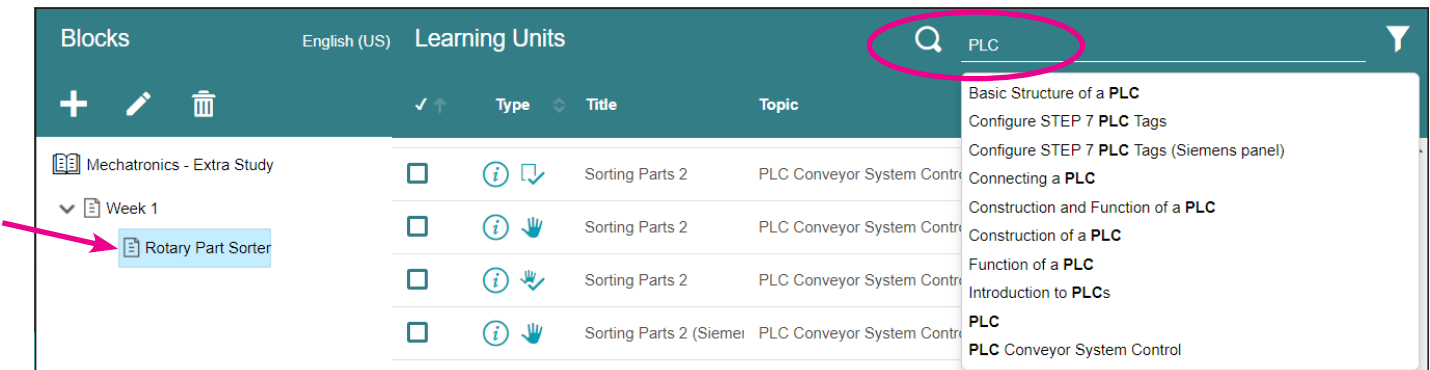 Blocks
English (US)
Learning Units
PLC
Type
Title
Topic
Mechatronics - Extra Study
Week 1
Rotary Part Sorter
Sorting Parts 2 PLC Conveyor System Contro
Sorting Parts 2 PLC Conveyor System Contro
Sorting Parts 2 PLC Conveyor System Contro
Sorting Parts 2 (Siemen PLC Conveyor System Contro
Basic Structure of a PLC
Configure STEP 7 PLC Tags
Configure STEP 7 PLC Tags (Siemens panel)
Connecting a PLC
Construction and Function of a PLC
Construction of a PLC
Function of a PLC
Introduction to PLCs
PLC
PLC Conveyor System Control